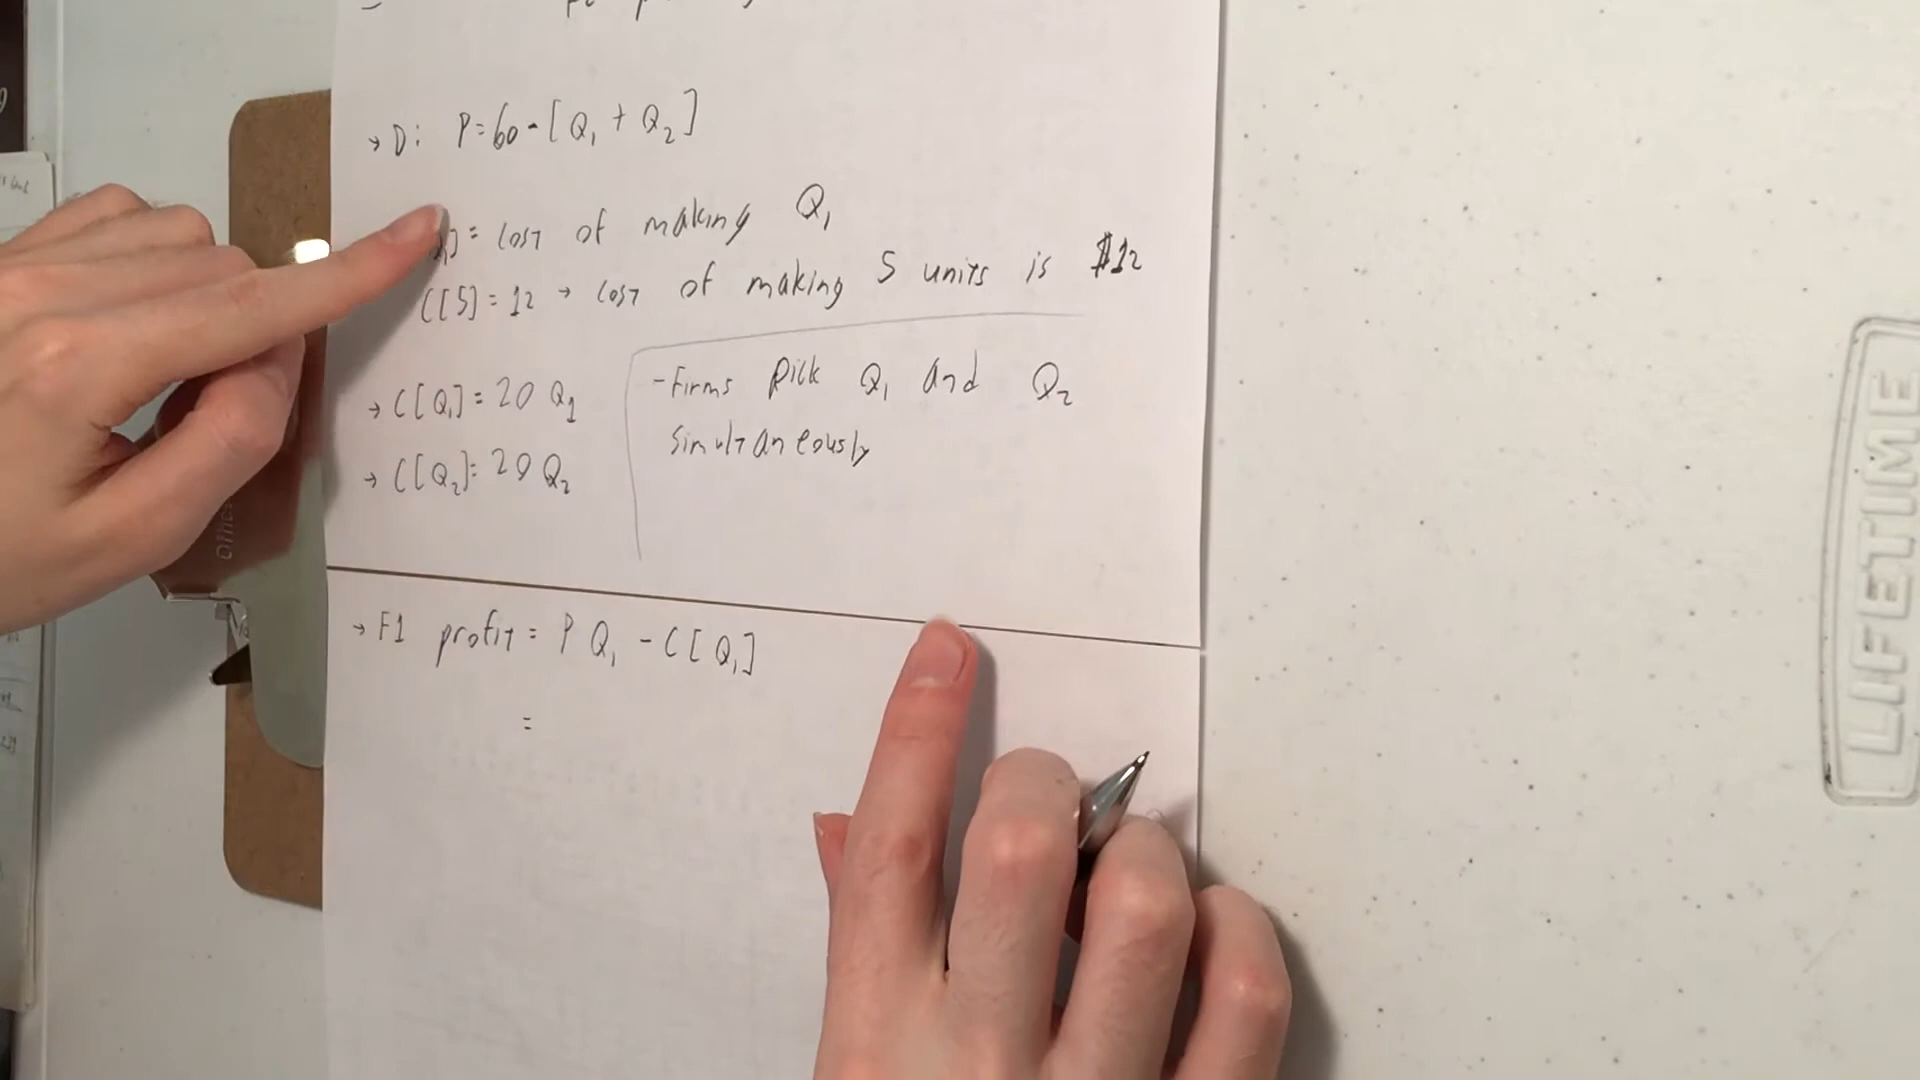 → D: P=60-[Q₁ + Q₂]
= cost of making Q₁
C[5]=12 → cost of making 5 units is $12
→ C[Q₁]=20 Q₁
→ C[Q₂]=20 Q₂
-Firms pick Q₁ and Q₂
simultaneously
→ F1 profit = P Q₁ - C[Q₁]
=
LIFETIME